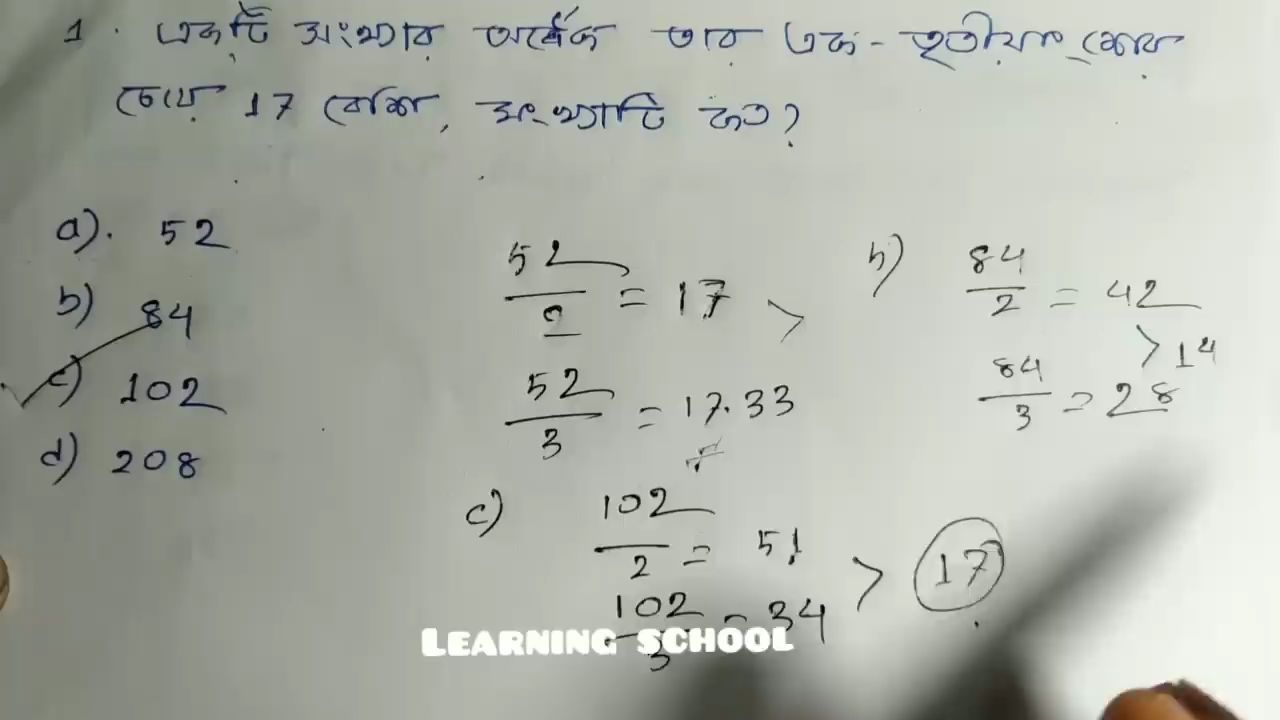 1. একটি সংখ্যার অর্ধেক তার এক-তৃতীয়াংশের
চেয়ে 17 বেশি, সংখ্যাটি কত?
a). 52
b) 84
c) 102
d) 208
52/2 = 17 >
52/3 = 17.33
b) 84/2 = 42
> 14
84/3 = 28
c) 102/2 = 51
> 17
102/3 = 34
LEARNING SCHOOL